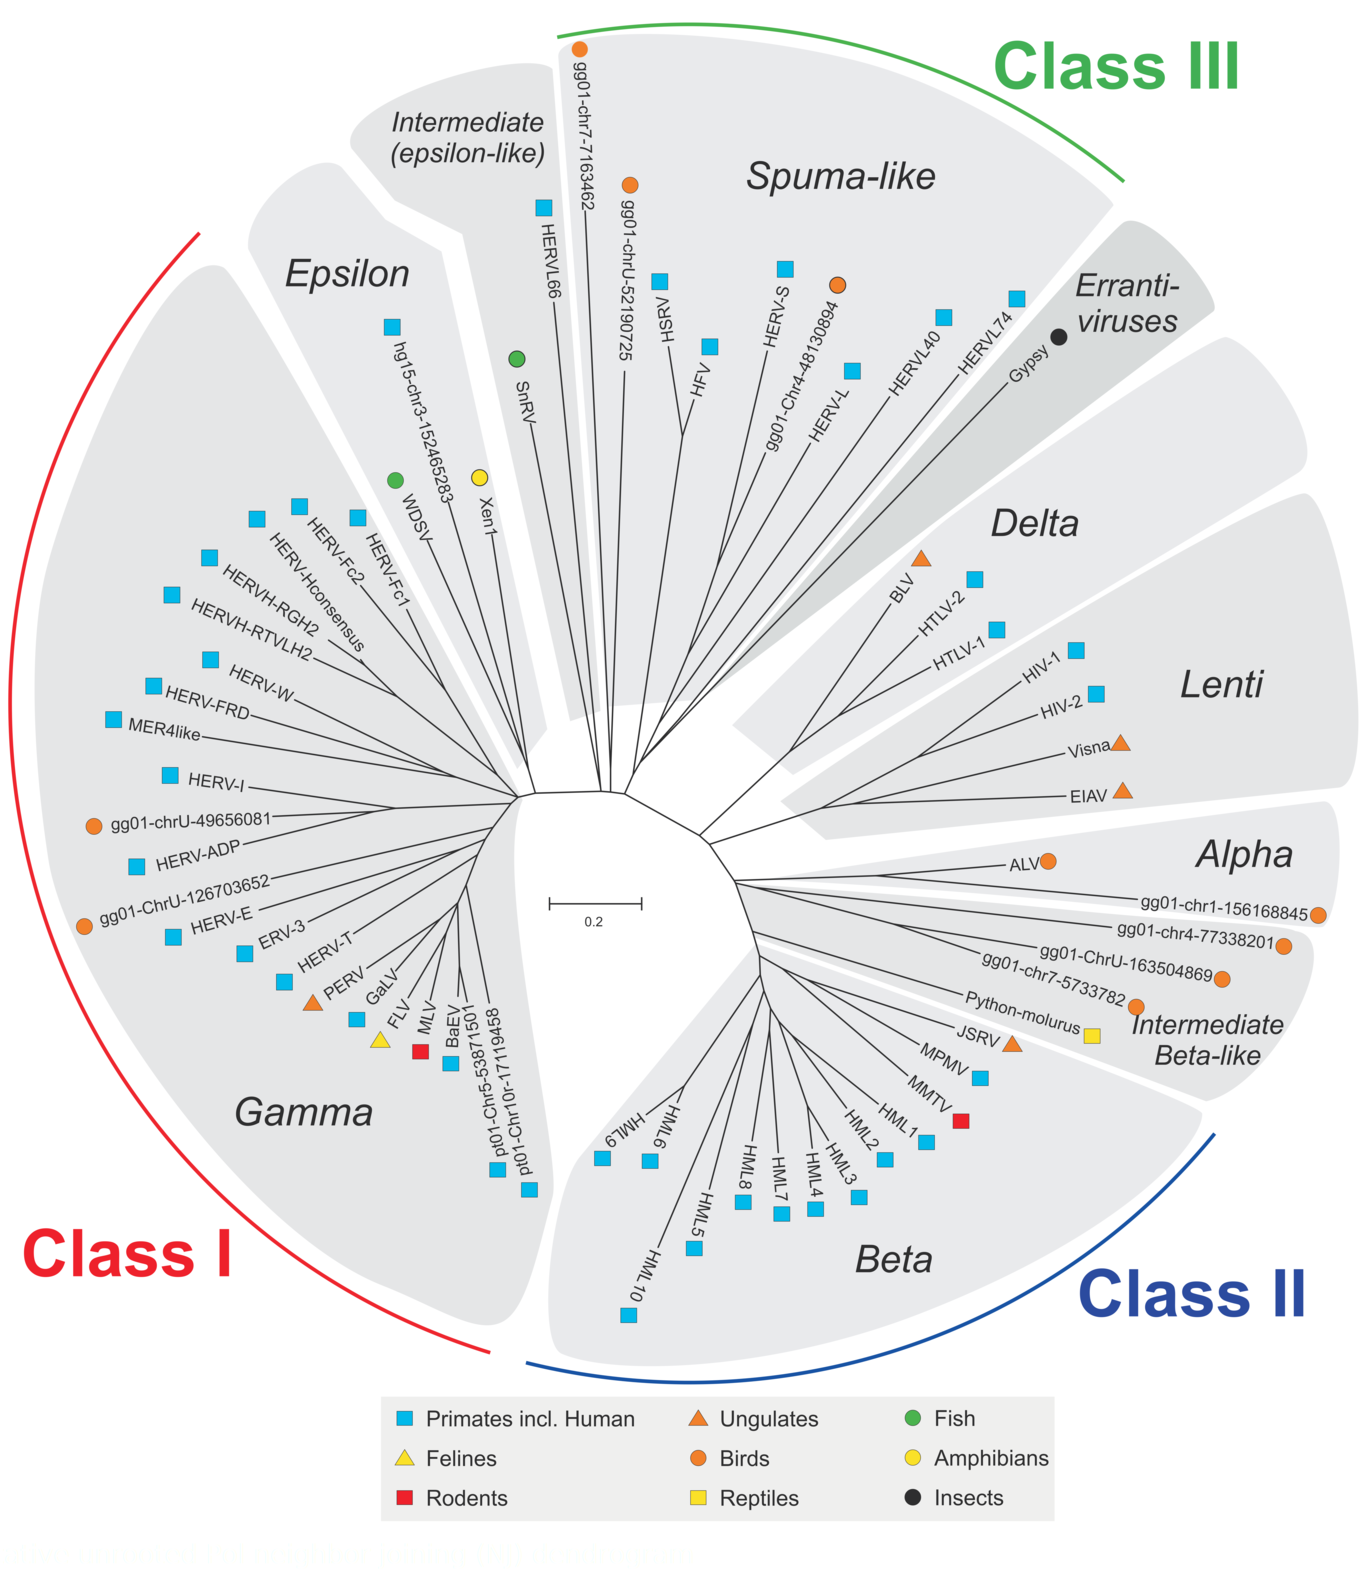 Class III
Intermediate
(epsilon-like)
Spuma-like
Epsilon
Erranti-
viruses
gg01-chr7-7163462
gg01-chrU-52190725
HERVL66
HSRV
HFV
HERV-S
gg01-Chr4-48130894
HERV-L
HERVL40
HERVL74
Gypsy
hg15-chr3-152465283
SnRV
WDSV
Xen1
Delta
BLV
HTLV-2
HTLV-1
Lenti
HIV-1
HIV-2
Visna
EIAV
HERV-Fc1
HERV-Fc2
HERV-Hconsensus
HERVH-RGH2
HERVH-RTVLH2
HERV-W
HERV-FRD
MER4like
HERV-I
gg01-chrU-49656081
HERV-ADP
gg01-ChrU-126703652
HERV-E
ERV-3
HERV-T
PERV
GaLV
FLV
MLV
BaEV
pt01-Chr5-53871501
pt01-Chr10r-17119458
Gamma
Class I
0.2
Alpha
ALV
gg01-chr1-156168845
gg01-chr4-77338201
gg01-ChrU-163504869
gg01-chr7-5733782
Python-molurus
Intermediate
Beta-like
JSRV
MPMV
MMTV
HML1
HML2
HML3
HML4
HML7
HML8
HML5
HML10
HML6
HML9
Beta
Class II
Primates incl. Human
Ungulates
Fish
Felines
Birds
Amphibians
Rodents
Reptiles
Insects